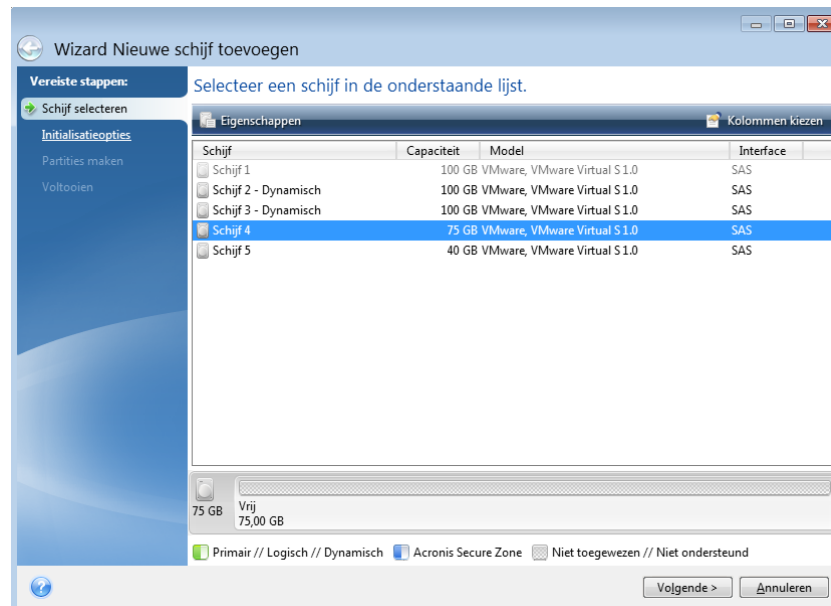 Wizard Nieuwe schijf toevoegen
Vereiste stappen:
Schijf selecteren
Initialisatieopties
Partities maken
Voltooien
Selecteer een schijf in de onderstaande lijst.
Eigenschappen Kolommen kiezen
Schijf Capaciteit Model Interface
Schijf 1 100 GB VMware, VMware Virtual S 1.0 SAS
Schijf 2 - Dynamisch 100 GB VMware, VMware Virtual S 1.0 SAS
Schijf 3 - Dynamisch 100 GB VMware, VMware Virtual S 1.0 SAS
Schijf 4 75 GB VMware, VMware Virtual S 1.0 SAS
Schijf 5 40 GB VMware, VMware Virtual S 1.0 SAS
75 GB Vrij
75,00 GB
Primair // Logisch // Dynamisch Acronis Secure Zone Niet toegewezen // Niet ondersteund
Volgende > Annuleren